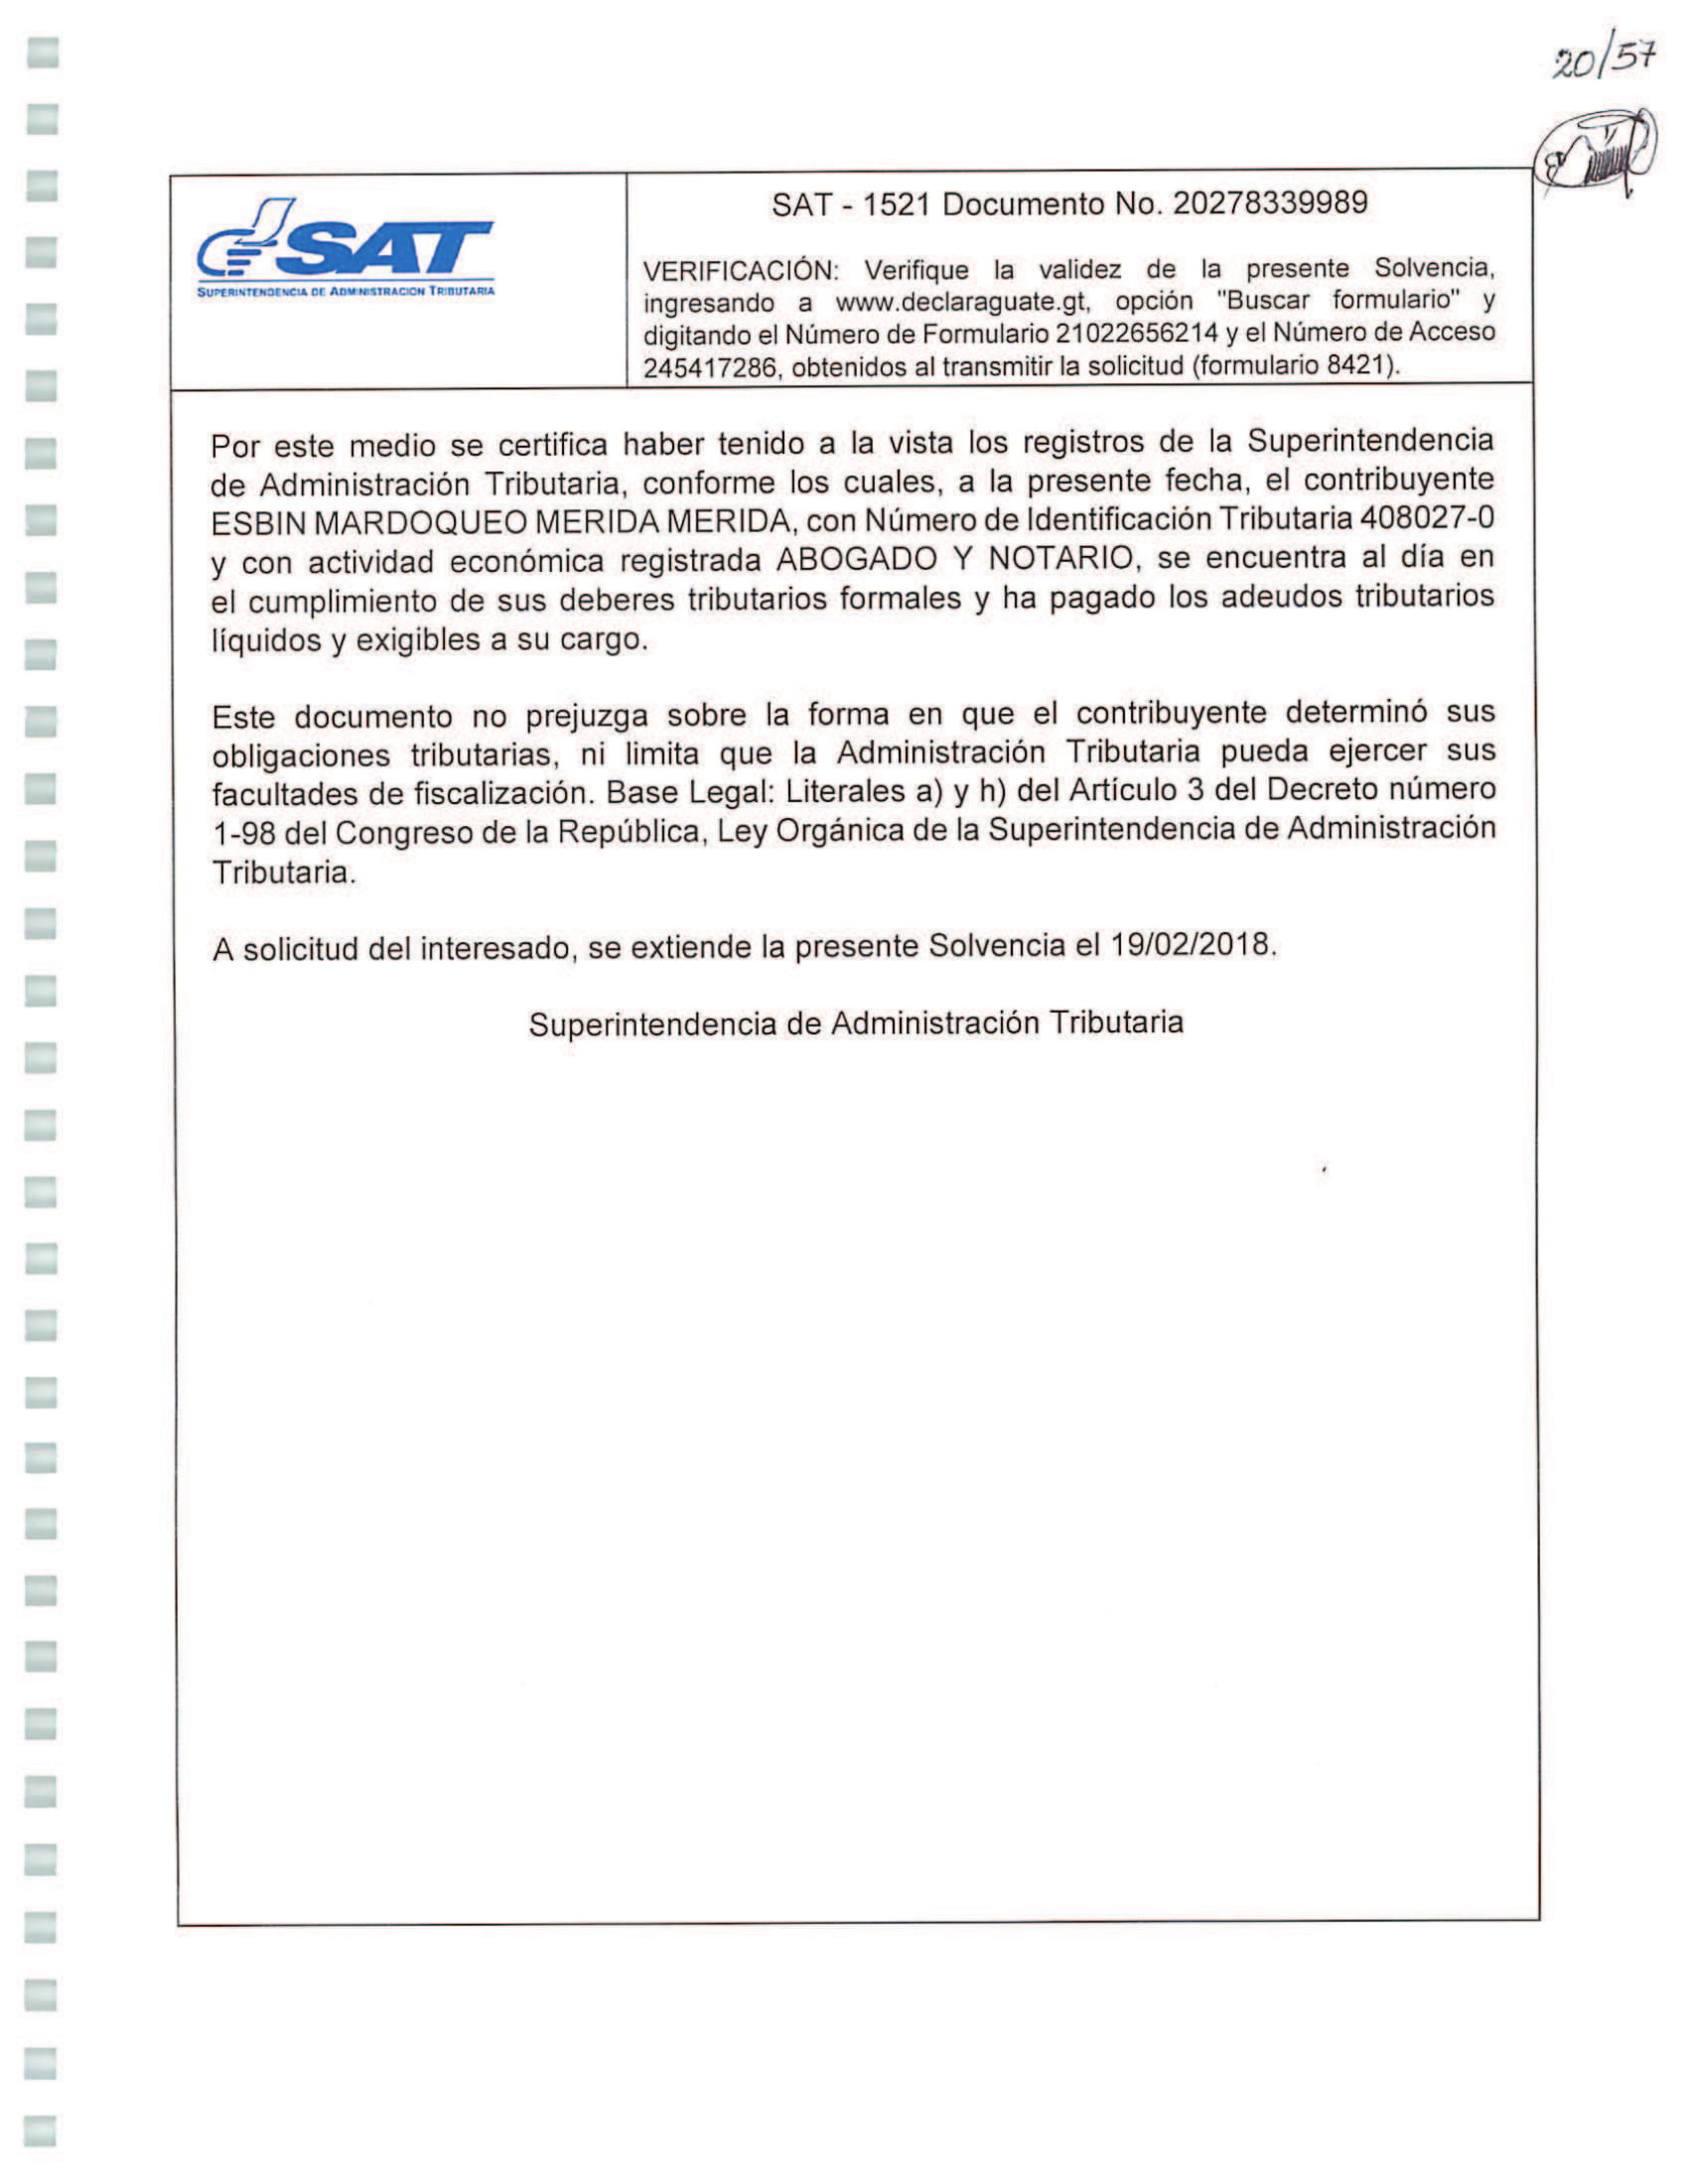 20/57
SAT
SUPERINTENDENCIA DE ADMINISTRACION TRIBUTARIA
SAT - 1521 Documento No. 20278339989
VERIFICACIÓN: Verifique la validez de la presente Solvencia,
ingresando a www.declaraguate.gt, opción "Buscar formulario" y
digitando el Número de Formulario 21022656214 y el Número de Acceso
245417286, obtenidos al transmitir la solicitud (formulario 8421).
Por este medio se certifica haber tenido a la vista los registros de la Superintendencia
de Administración Tributaria, conforme los cuales, a la presente fecha, el contribuyente
ESBIN MARDOQUEO MERIDA MERIDA, con Número de Identificación Tributaria 408027-0
y con actividad económica registrada ABOGADO Y NOTARIO, se encuentra al día en
el cumplimiento de sus deberes tributarios formales y ha pagado los adeudos tributarios
líquidos y exigibles a su cargo.
Este documento no prejuzga sobre la forma en que el contribuyente determinó sus
obligaciones tributarias, ni limita que la Administración Tributaria pueda ejercer sus
facultades de fiscalización. Base Legal: Literales a) y h) del Artículo 3 del Decreto número
1-98 del Congreso de la República, Ley Orgánica de la Superintendencia de Administración
Tributaria.
A solicitud del interesado, se extiende la presente Solvencia el 19/02/2018.
Superintendencia de Administración Tributaria